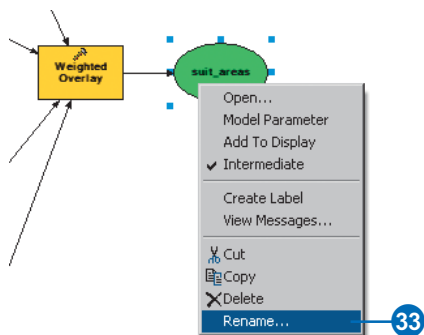 Weighted
Overlay
suit_areas
Open...
Model Parameter
Add To Display
Intermediate
Create Label
View Messages...
Cut
Copy
Delete
Rename...
33